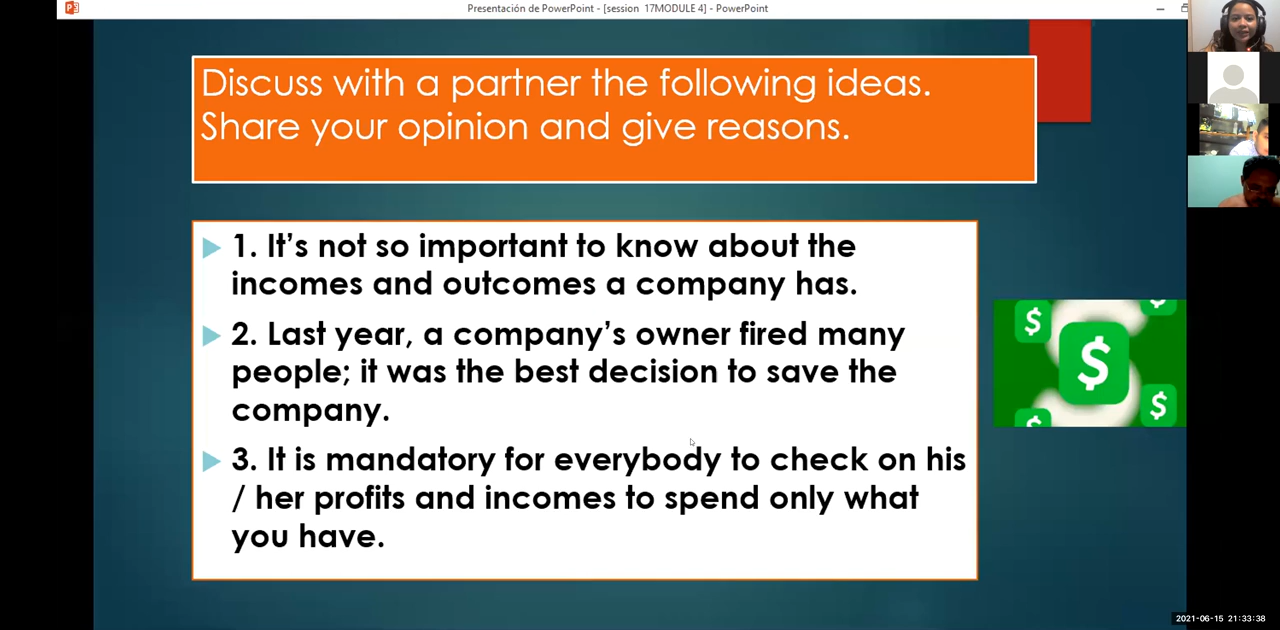 Presentación de PowerPoint - [session  17MODULE 4] - PowerPoint
Discuss with a partner the following ideas.
Share your opinion and give reasons.
1. It’s not so important to know about the
incomes and outcomes a company has.
2. Last year, a company’s owner fired many
people; it was the best decision to save the
company.
3. It is mandatory for everybody to check on his
/ her profits and incomes to spend only what
you have.
$
$
$
2021-06-15 21:33:38